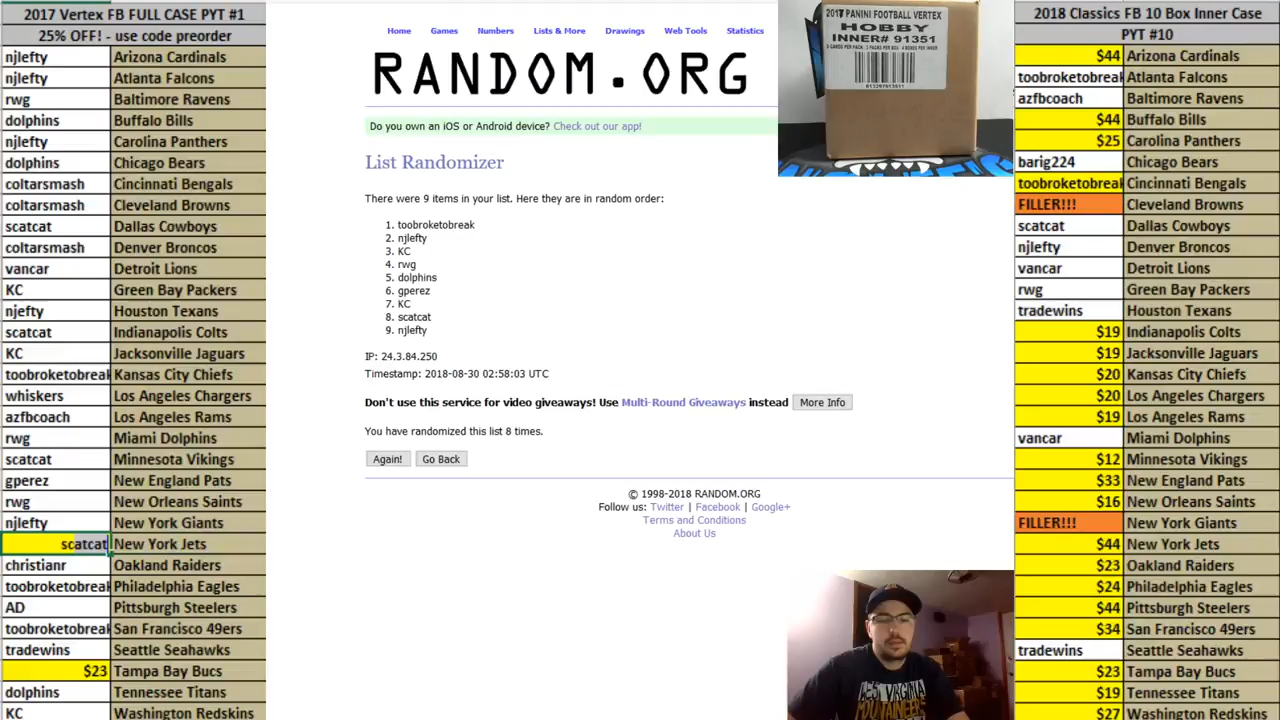 2017 Vertex FB FULL CASE PYT #1
25% OFF! - use code preorder
njlefty Arizona Cardinals
njlefty Atlanta Falcons
rwg Baltimore Ravens
dolphins Buffalo Bills
njlefty Carolina Panthers
dolphins Chicago Bears
coltarsmash Cincinnati Bengals
coltarsmash Cleveland Browns
scatcat Dallas Cowboys
coltarsmash Denver Broncos
vancar Detroit Lions
KC Green Bay Packers
njefty Houston Texans
scatcat Indianapolis Colts
KC Jacksonville Jaguars
toobroketobreak Kansas City Chiefs
whiskers Los Angeles Chargers
azfbcoach Los Angeles Rams
rwg Miami Dolphins
scatcat Minnesota Vikings
gperez New England Pats
rwg New Orleans Saints
njlefty New York Giants
scatcat New York Jets
christianr Oakland Raiders
toobroketobreak Philadelphia Eagles
AD Pittsburgh Steelers
toobroketobreak San Francisco 49ers
tradewins Seattle Seahawks
$23 Tampa Bay Bucs
dolphins Tennessee Titans
KC Washington Redskins
Home Games Numbers Lists & More Drawings Web Tools Statistics
RANDOM.ORG
Do you own an iOS or Android device? Check out our app!
List Randomizer
There were 9 items in your list. Here they are in random order:
1. toobroketobreak
2. njlefty
3. KC
4. rwg
5. dolphins
6. gperez
7. KC
8. scatcat
9. njlefty
IP: 24.3.84.250
Timestamp: 2018-08-30 02:58:03 UTC
Don't use this service for video giveaways! Use Multi-Round Giveaways instead More Info
You have randomized this list 8 times.
Again! Go Back
© 1998-2018 RANDOM.ORG
Follow us: Twitter | Facebook | Google+
Terms and Conditions
About Us
2017 PANINI FOOTBALL VERTEX
HOBBY
INNER# 91351
2018 Classics FB 10 Box Inner Case
PYT #10
$44 Arizona Cardinals
toobroketobreak Atlanta Falcons
azfbcoach Baltimore Ravens
$44 Buffalo Bills
$25 Carolina Panthers
barig224 Chicago Bears
toobroketobreak Cincinnati Bengals
FILLER!!! Cleveland Browns
scatcat Dallas Cowboys
njlefty Denver Broncos
vancar Detroit Lions
rwg Green Bay Packers
tradewins Houston Texans
$19 Indianapolis Colts
$19 Jacksonville Jaguars
$20 Kansas City Chiefs
$20 Los Angeles Chargers
$19 Los Angeles Rams
vancar Miami Dolphins
$12 Minnesota Vikings
$33 New England Pats
$16 New Orleans Saints
FILLER!!! New York Giants
$44 New York Jets
$23 Oakland Raiders
$24 Philadelphia Eagles
$44 Pittsburgh Steelers
$34 San Francisco 49ers
tradewins Seattle Seahawks
$23 Tampa Bay Bucs
$19 Tennessee Titans
$27 Washington Redskins